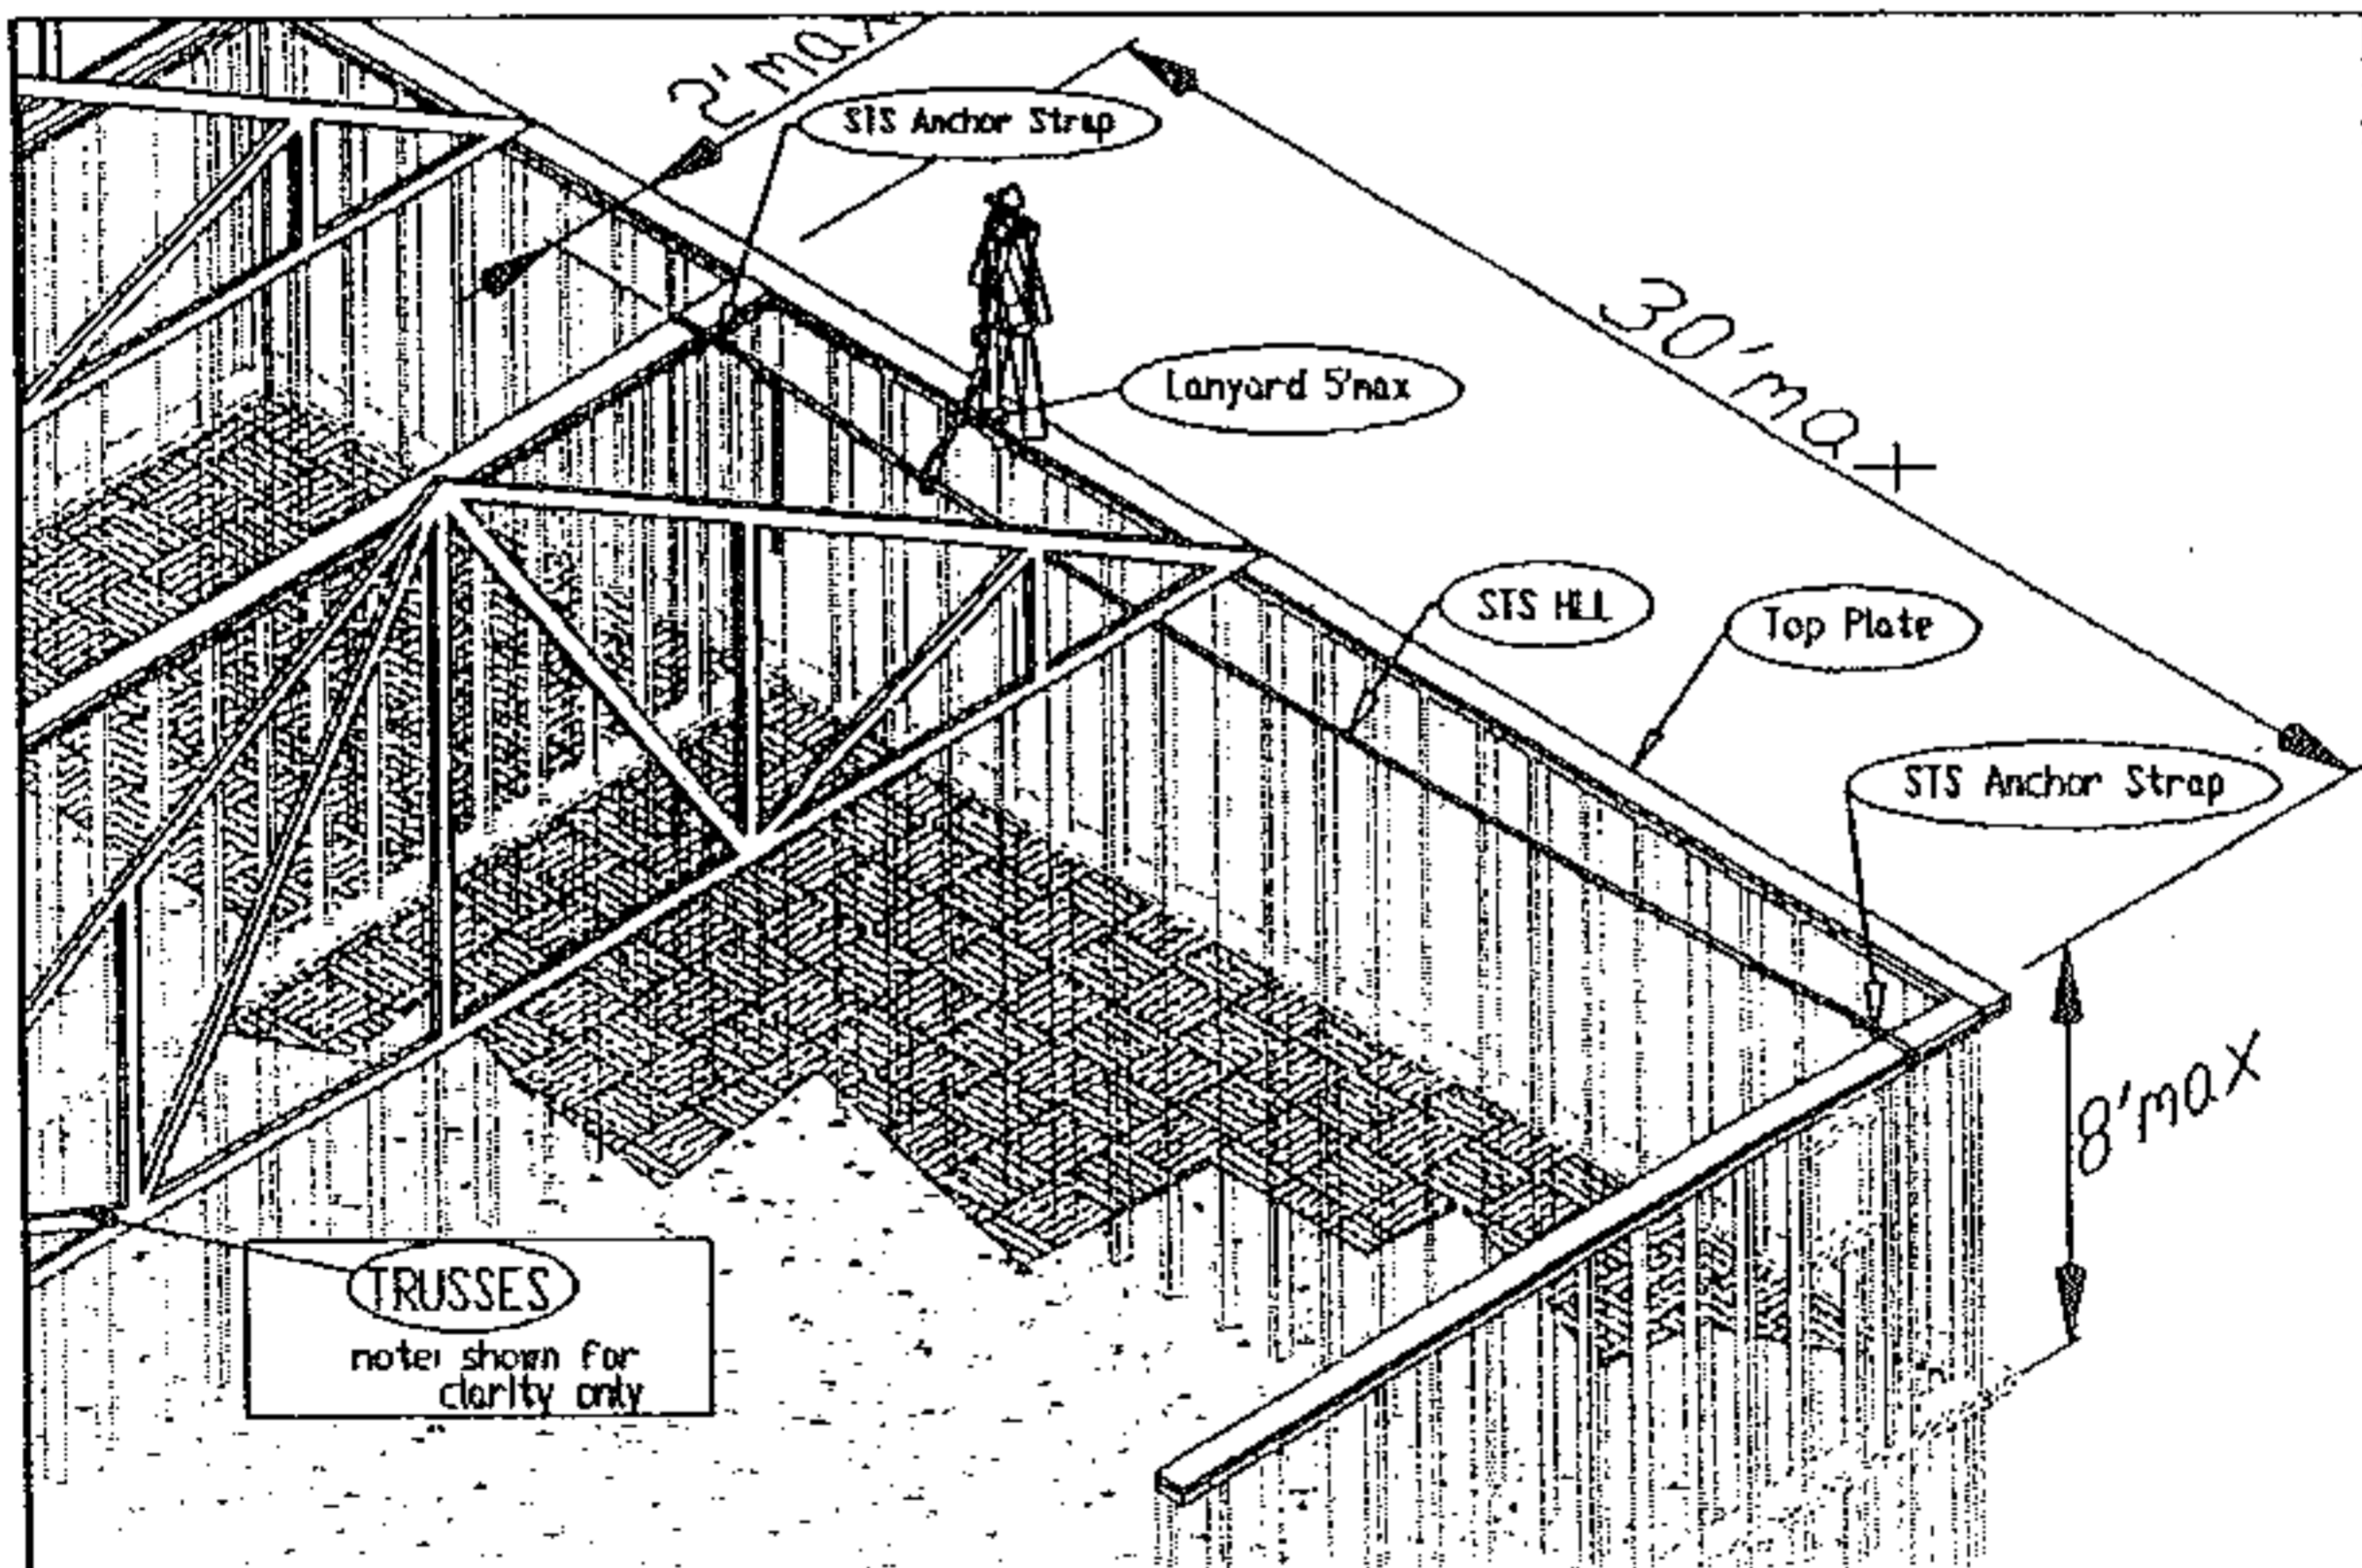 2'max
STS Anchor Strap
30'max
Lanyard 5'max
STS HLL
Top Plate
STS Anchor Strap
8'max
TRUSSES
note: shown for
clarity only